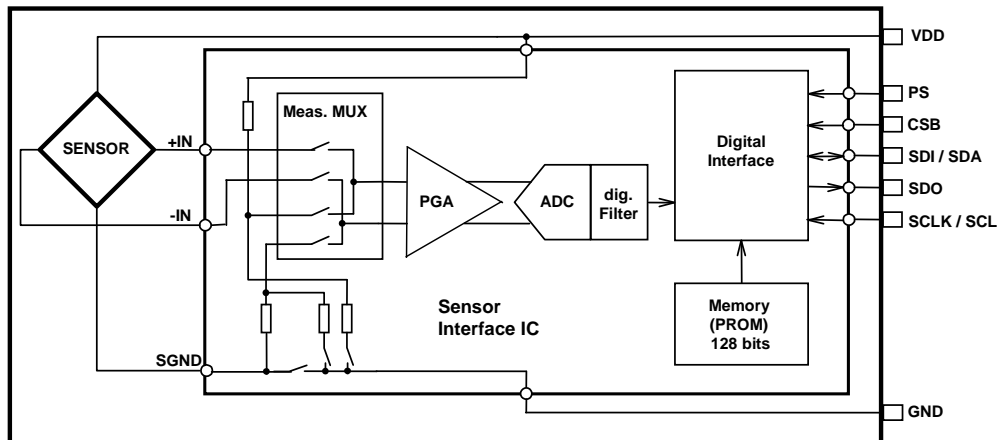 VDD
Meas. MUX
PS
+IN
CSB
SENSOR
Digital
Interface
SDI / SDA
PGA
ADC
dig.
Filter
SDO
-IN
SCLK / SCL
Sensor
Interface IC
Memory
(PROM)
128 bits
SGND
GND